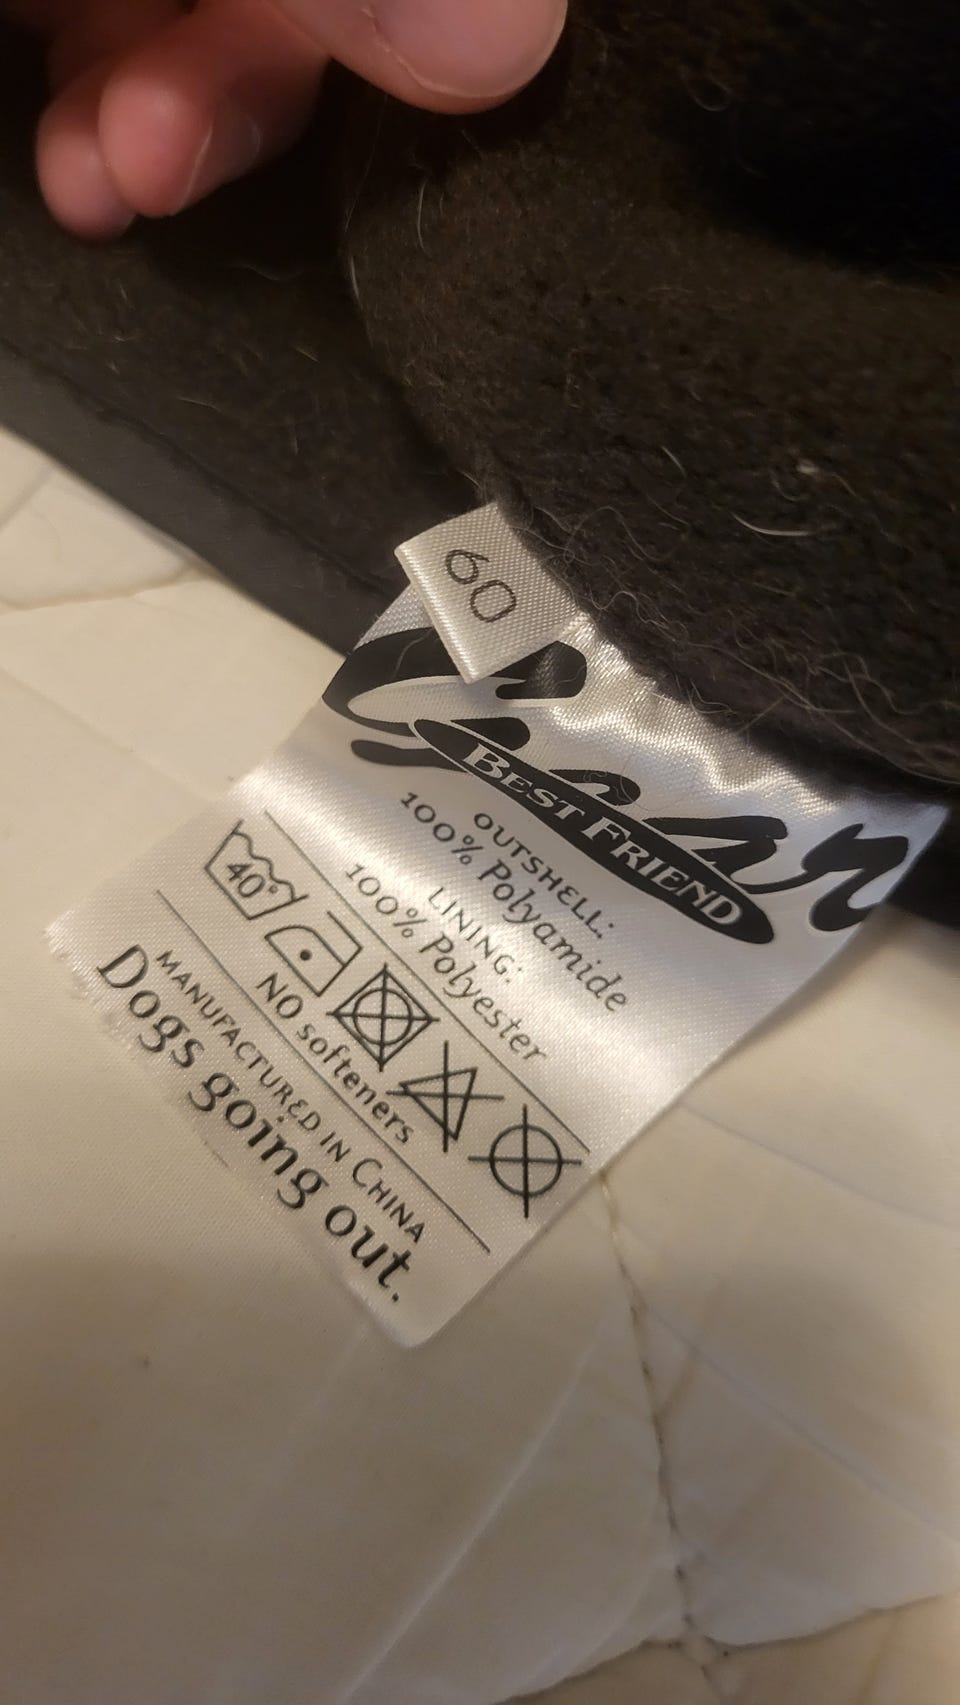 60
BEST FRIEND
OUTSHELL:
100% Polyamide
LINING:
100% Polyester
40°
NO softeners
MANUFACTURED IN CHINA
Dogs going out.